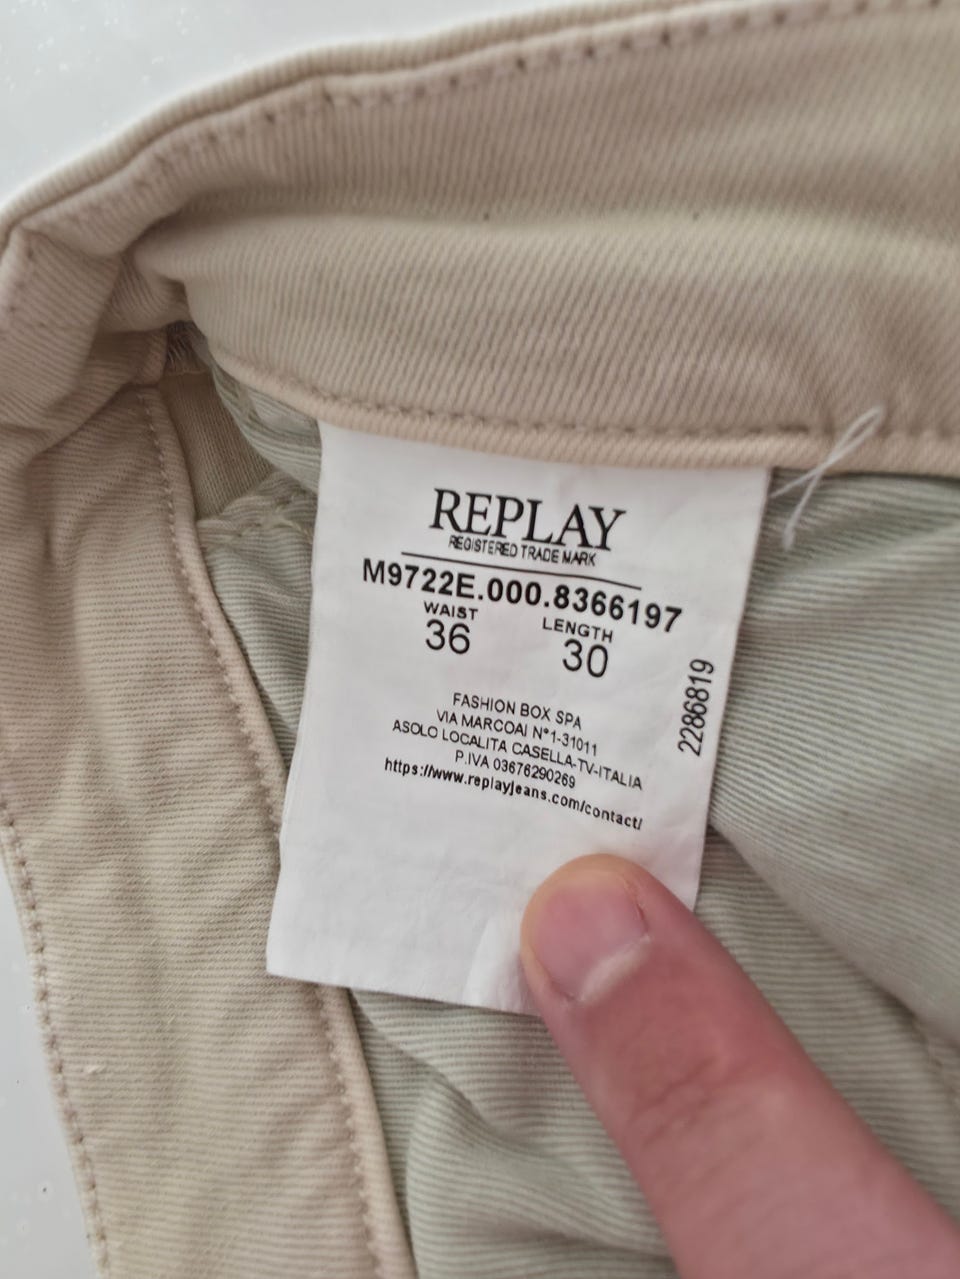 REPLAY
REGISTERED TRADE MARK
M9722E.000.8366197
WAIST LENGTH
36 30
FASHION BOX SPA
VIA MARCOAI N°1-31011
ASOLO LOCALITA CASELLA-TV-ITALIA
P.IVA 03676290269
https://www.replayjeans.com/contact/
2286819